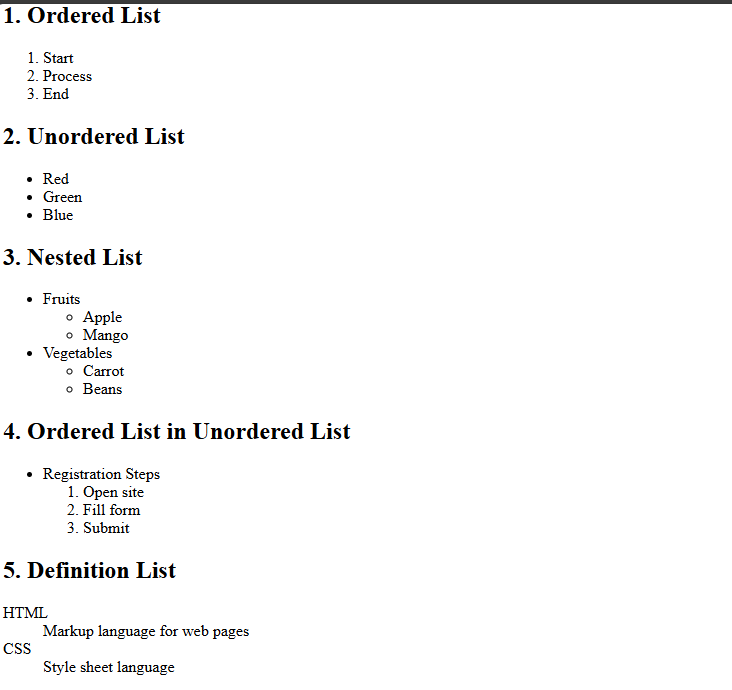 1. Ordered List
1. Start
2. Process
3. End
2. Unordered List
• Red
• Green
• Blue
3. Nested List
• Fruits
◦ Apple
◦ Mango
• Vegetables
◦ Carrot
◦ Beans
4. Ordered List in Unordered List
• Registration Steps
1. Open site
2. Fill form
3. Submit
5. Definition List
HTML
Markup language for web pages
CSS
Style sheet language